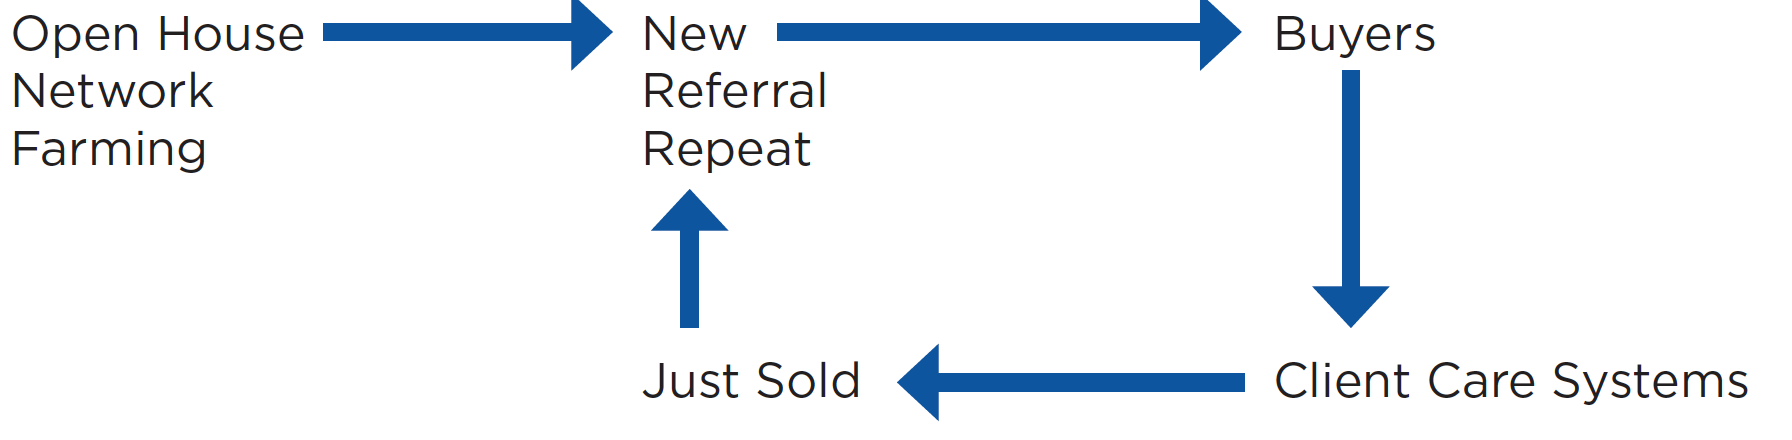 Open House
Network
Farming
New
Referral
Repeat
Buyers
Just Sold
Client Care Systems